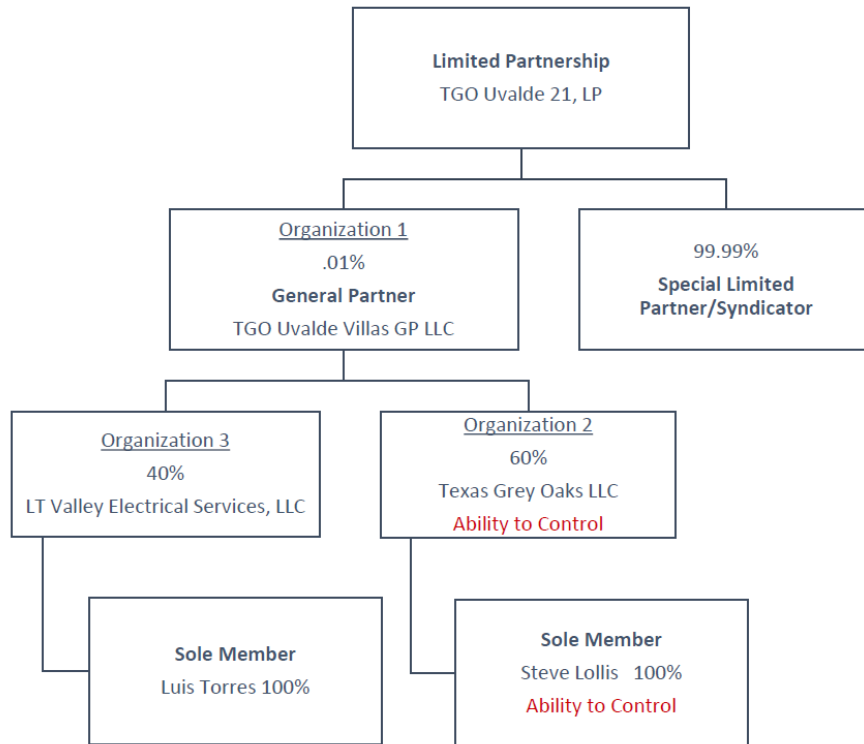 Limited Partnership
TGO Uvalde 21, LP
Organization 1
.01%
General Partner
TGO Uvalde Villas GP LLC
99.99%
Special Limited
Partner/Syndicator
Organization 3
40%
LT Valley Electrical Services, LLC
Organization 2
60%
Texas Grey Oaks LLC
Ability to Control
Sole Member
Luis Torres 100%
Sole Member
Steve Lollis 100%
Ability to Control